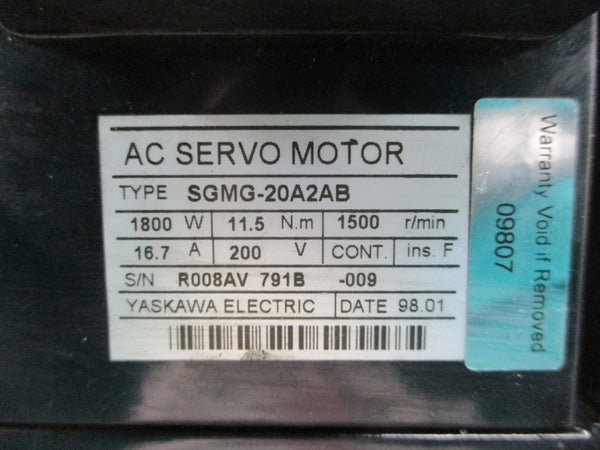 AC SERVO MOTOR
TYPE SGMG-20A2AB
1800 W 11.5 N.m 1500 r/min
16.7 A 200 V CONT. ins. F
S/N R008AV 791B -009
YASKAWA ELECTRIC DATE 98.01
Warranty Void if Removed
09807